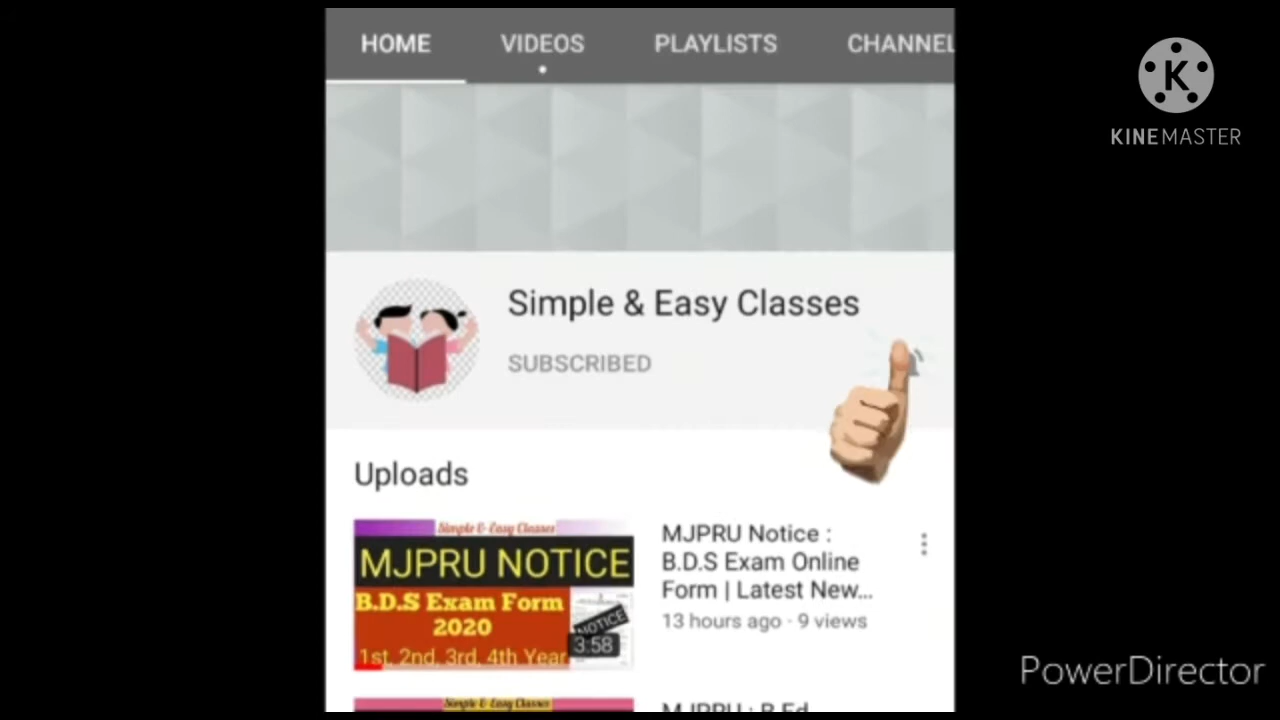 HOME VIDEOS PLAYLISTS CHANNEL
K
KINEMASTER
Simple & Easy Classes
SUBSCRIBED
Uploads
Simple & Easy Classes
MJPRU NOTICE
B.D.S Exam Form
2020
NOTICE
3:58
1st, 2nd, 3rd, 4th Year
MJPRU Notice :
B.D.S Exam Online
Form | Latest New...
13 hours ago · 9 views
Simple & Easy Classes
MJPRU : B.Ed
PowerDirector